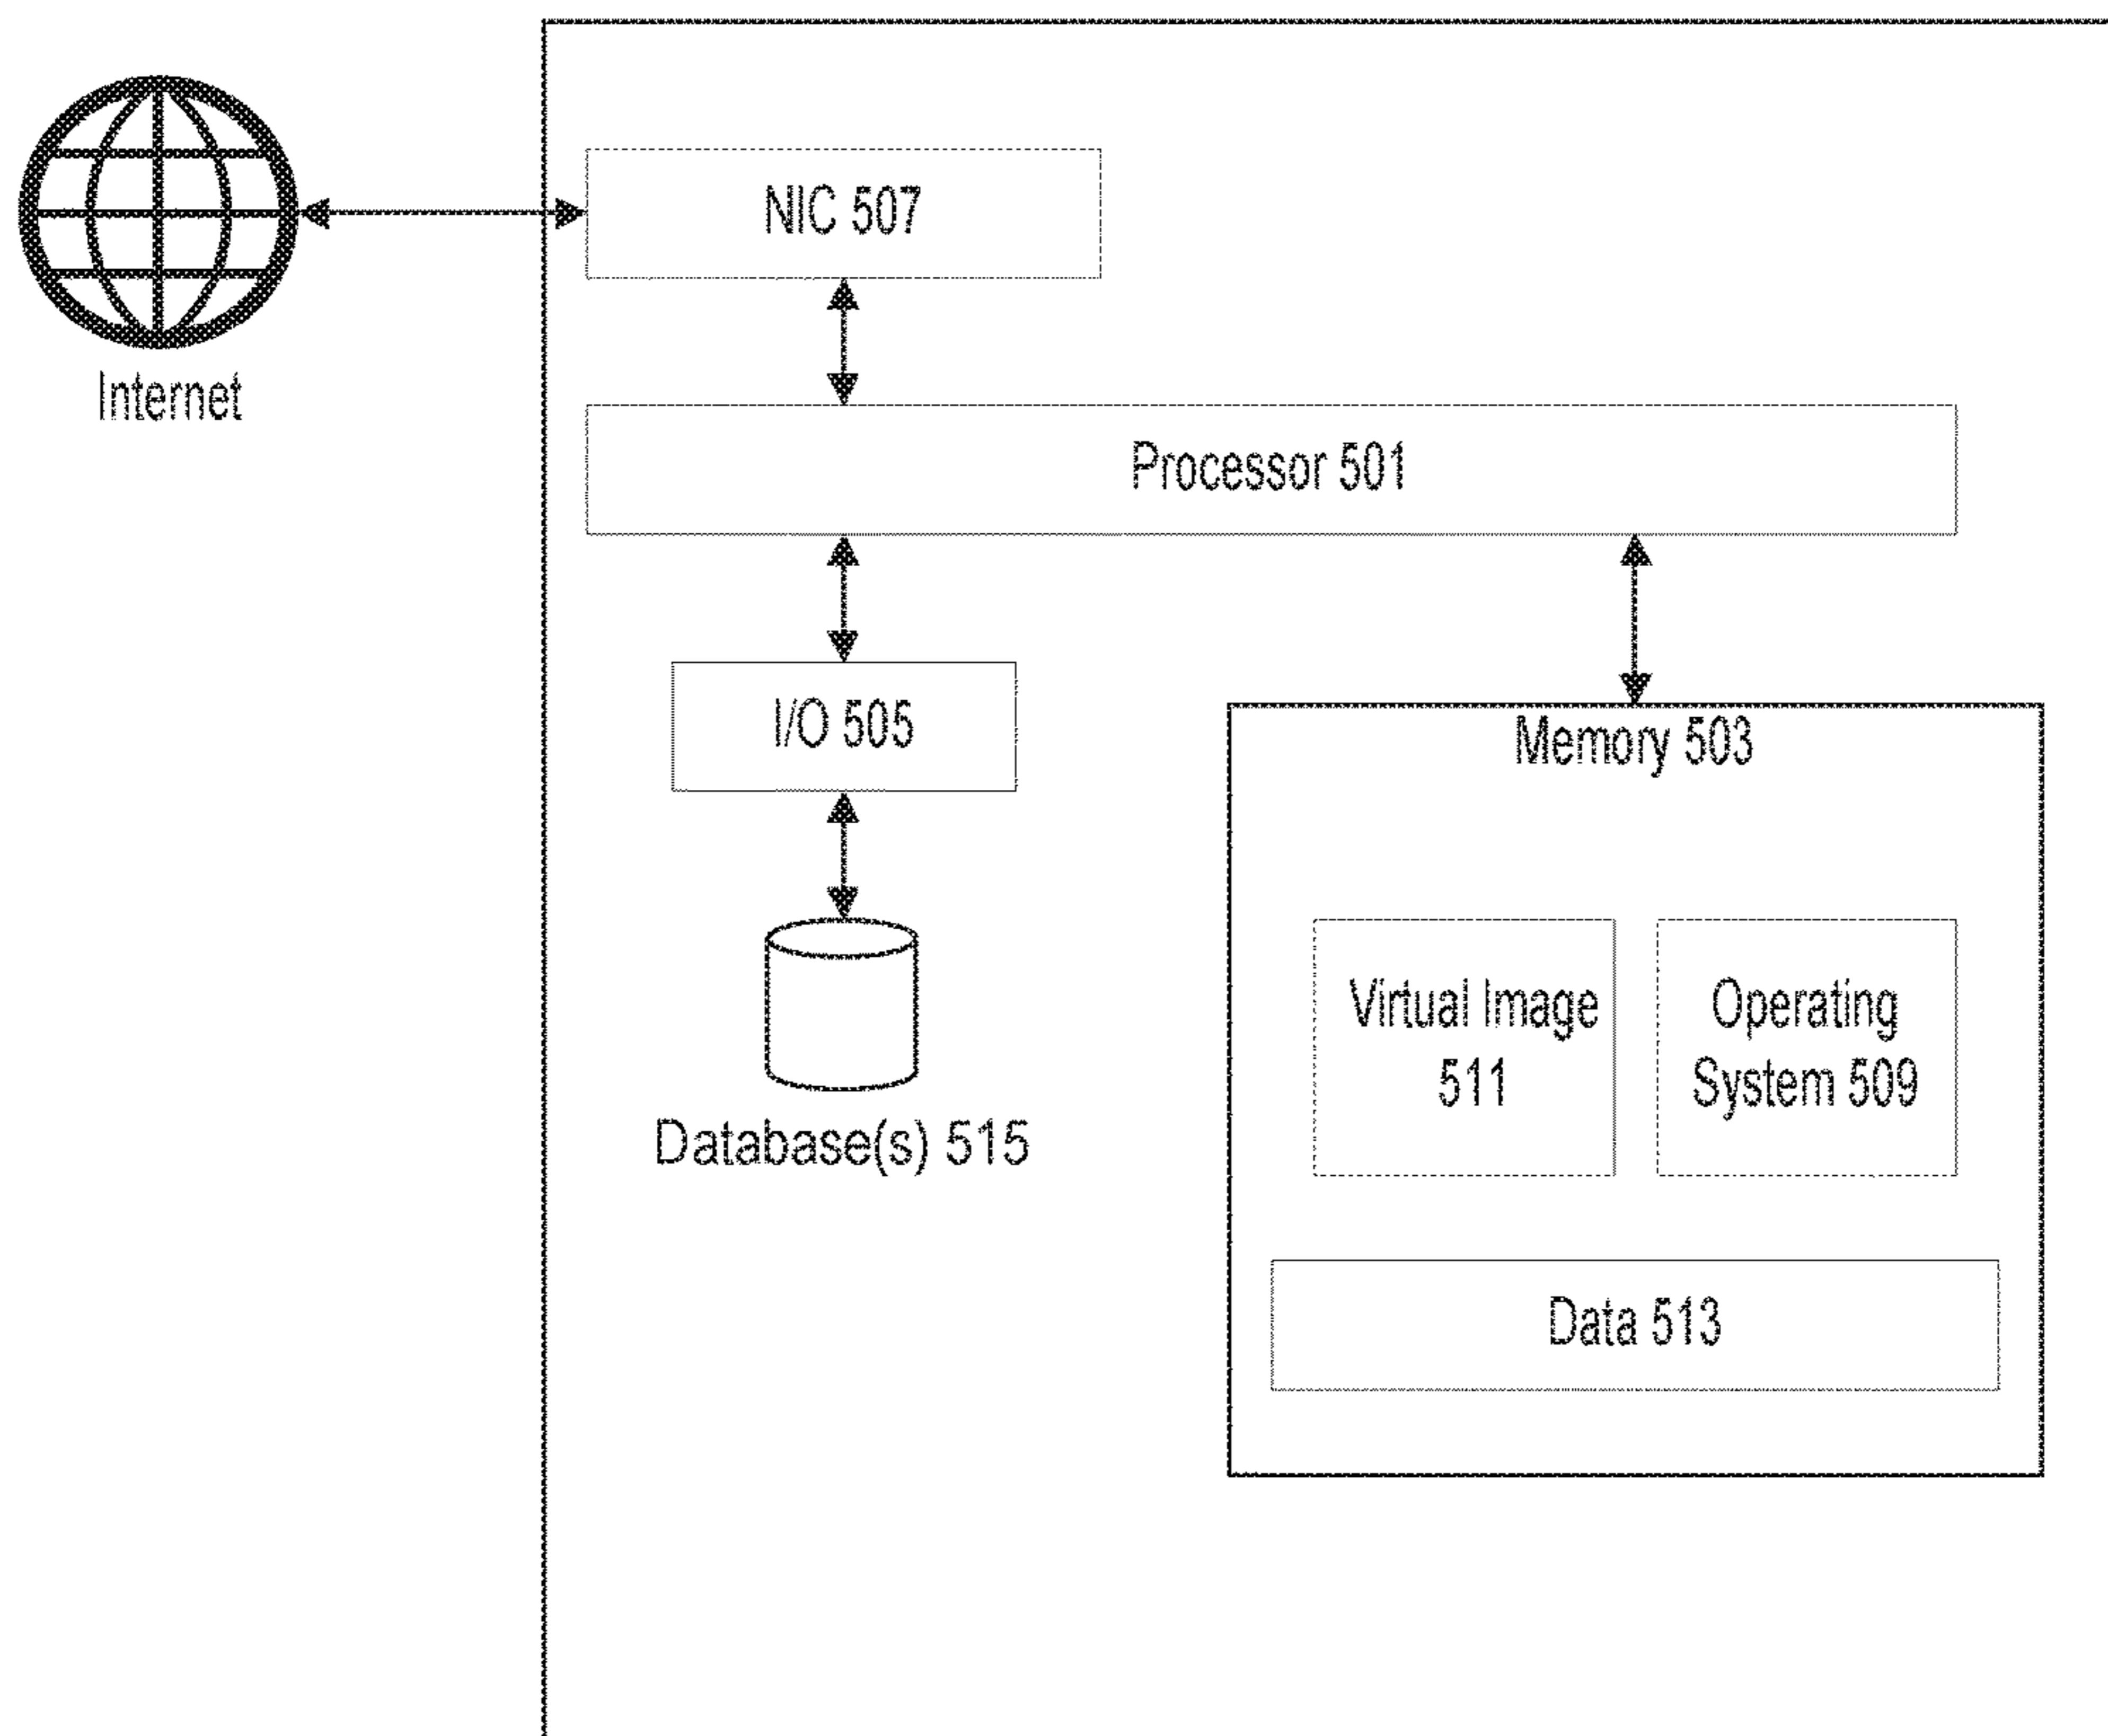 NIC 507
Internet
Processor 501
I/O 505
Memory 503
Virtual Image
511
Operating
System 509
Database(s) 515
Data 513